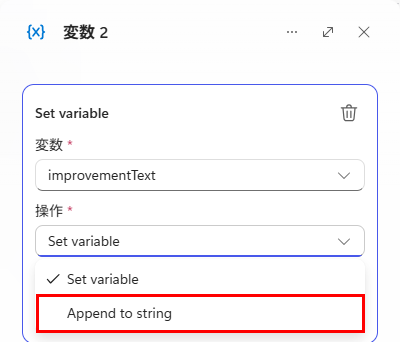 {x} 変数 2
Set variable
変数 *
improvementText
操作 *
Set variable
Set variable
Append to string